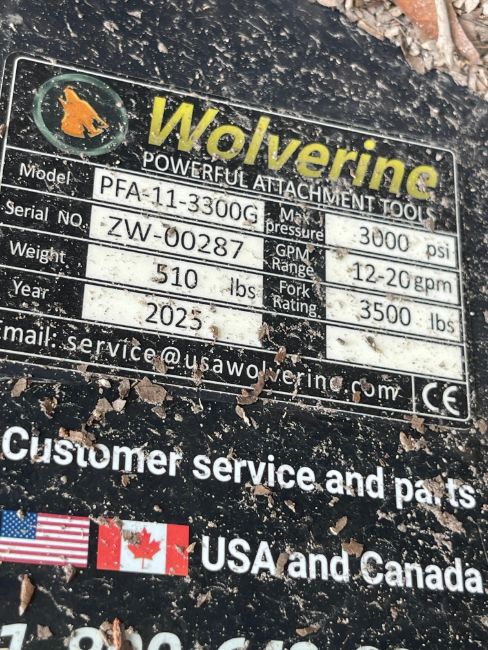 Wolverine
POWERFUL ATTACHMENT TOOLS
Model PFA-11-3300G Max pressure 3000 psi
Serial NO. ZW-00287 GPM Range 12-20gpm
Weight 510 lbs Fork Rating 3500 lbs
Year 2025
mail: service@usawolverine.com CE
Customer service and parts
USA and Canada